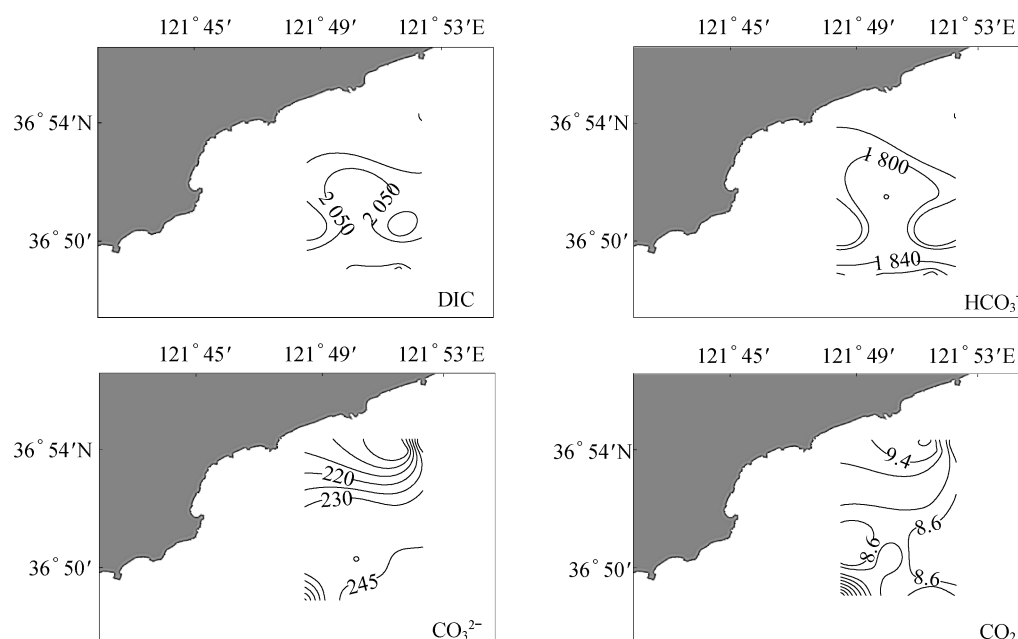 121°45′ 121°49′ 121°53′E 121°45′ 121°49′ 121°53′E
36°54′N 36°54′N
1 800
2 050 2 050
36°50′ 36°50′
1 840
DIC HCO₃⁻
121°45′ 121°49′ 121°53′E 121°45′ 121°49′ 121°53′E
36°54′N 36°54′N
9.4
220
230
8.6
8.6
36°50′ 36°50′
245 8.6
CO₃²⁻ CO₂